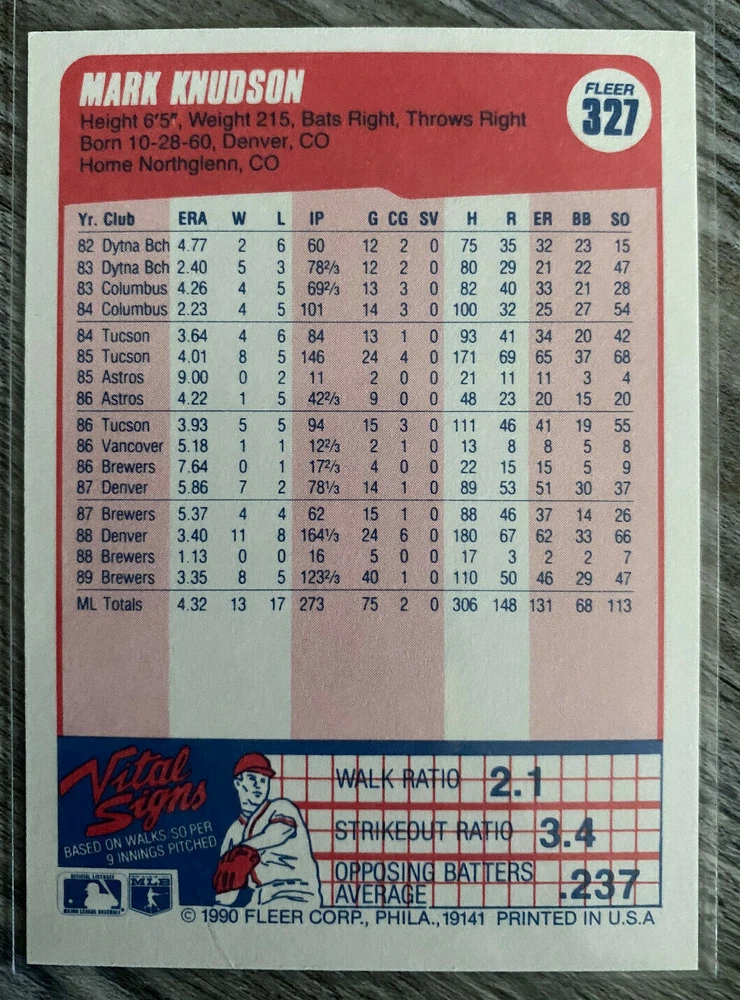 MARK KNUDSON
FLEER
327
Height 6'5", Weight 215, Bats Right, Throws Right
Born 10-28-60, Denver, CO
Home Northglenn, CO
Yr. Club ERA W L IP G CG SV H R ER BB SO
82 Dytna Bch 4.77 2 6 60 12 2 0 75 35 32 23 15
83 Dytna Bch 2.40 5 3 78⅔ 12 2 0 80 29 21 22 47
83 Columbus 4.26 4 5 69⅔ 13 3 0 82 40 33 21 28
84 Columbus 2.23 4 5 101 14 3 0 100 32 25 27 54
84 Tucson 3.64 4 6 84 13 1 0 93 41 34 20 42
85 Tucson 4.01 8 5 146 24 4 0 171 69 65 37 68
85 Astros 9.00 0 2 11 2 0 0 21 11 11 3 4
86 Astros 4.22 1 5 42⅔ 9 0 0 48 23 20 15 20
86 Tucson 3.93 5 5 94 15 3 0 111 46 41 19 55
86 Vancover 5.18 1 1 12⅔ 2 1 0 13 8 8 5 8
86 Brewers 7.64 0 1 17⅔ 4 0 0 22 15 15 5 9
87 Denver 5.86 7 2 78⅓ 14 1 0 89 53 51 30 37
87 Brewers 5.37 4 4 62 15 1 0 88 46 37 14 26
88 Denver 3.40 11 8 164⅓ 24 6 0 180 67 62 33 66
88 Brewers 1.13 0 0 16 5 0 0 17 3 2 2 7
89 Brewers 3.35 8 5 123⅔ 40 1 0 110 50 46 29 47
ML Totals 4.32 13 17 273 75 2 0 306 148 131 68 113
Vital
Signs
BASED ON WALKS/SO PER
9 INNINGS PITCHED
WALK RATIO 2.1
STRIKEOUT RATIO 3.4
OPPOSING BATTERS
AVERAGE .237
OFFICIAL LICENSEE
MAJOR LEAGUE BASEBALL
MLB
© 1990 FLEER CORP., PHILA., 19141 PRINTED IN U.S.A